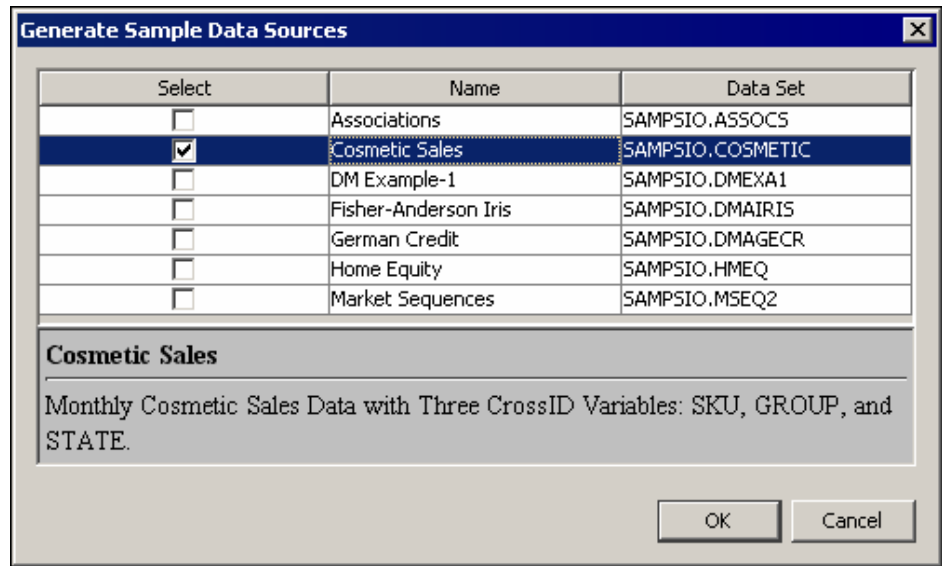 Generate Sample Data Sources
Select Name Data Set
Associations SAMPSIO.ASSOCS
Cosmetic Sales SAMPSIO.COSMETIC
DM Example-1 SAMPSIO.DMEXA1
Fisher-Anderson Iris SAMPSIO.DMAIRIS
German Credit SAMPSIO.DMAGECR
Home Equity SAMPSIO.HMEQ
Market Sequences SAMPSIO.MSEQ2
Cosmetic Sales
Monthly Cosmetic Sales Data with Three CrossID Variables: SKU, GROUP, and
STATE.
OK Cancel